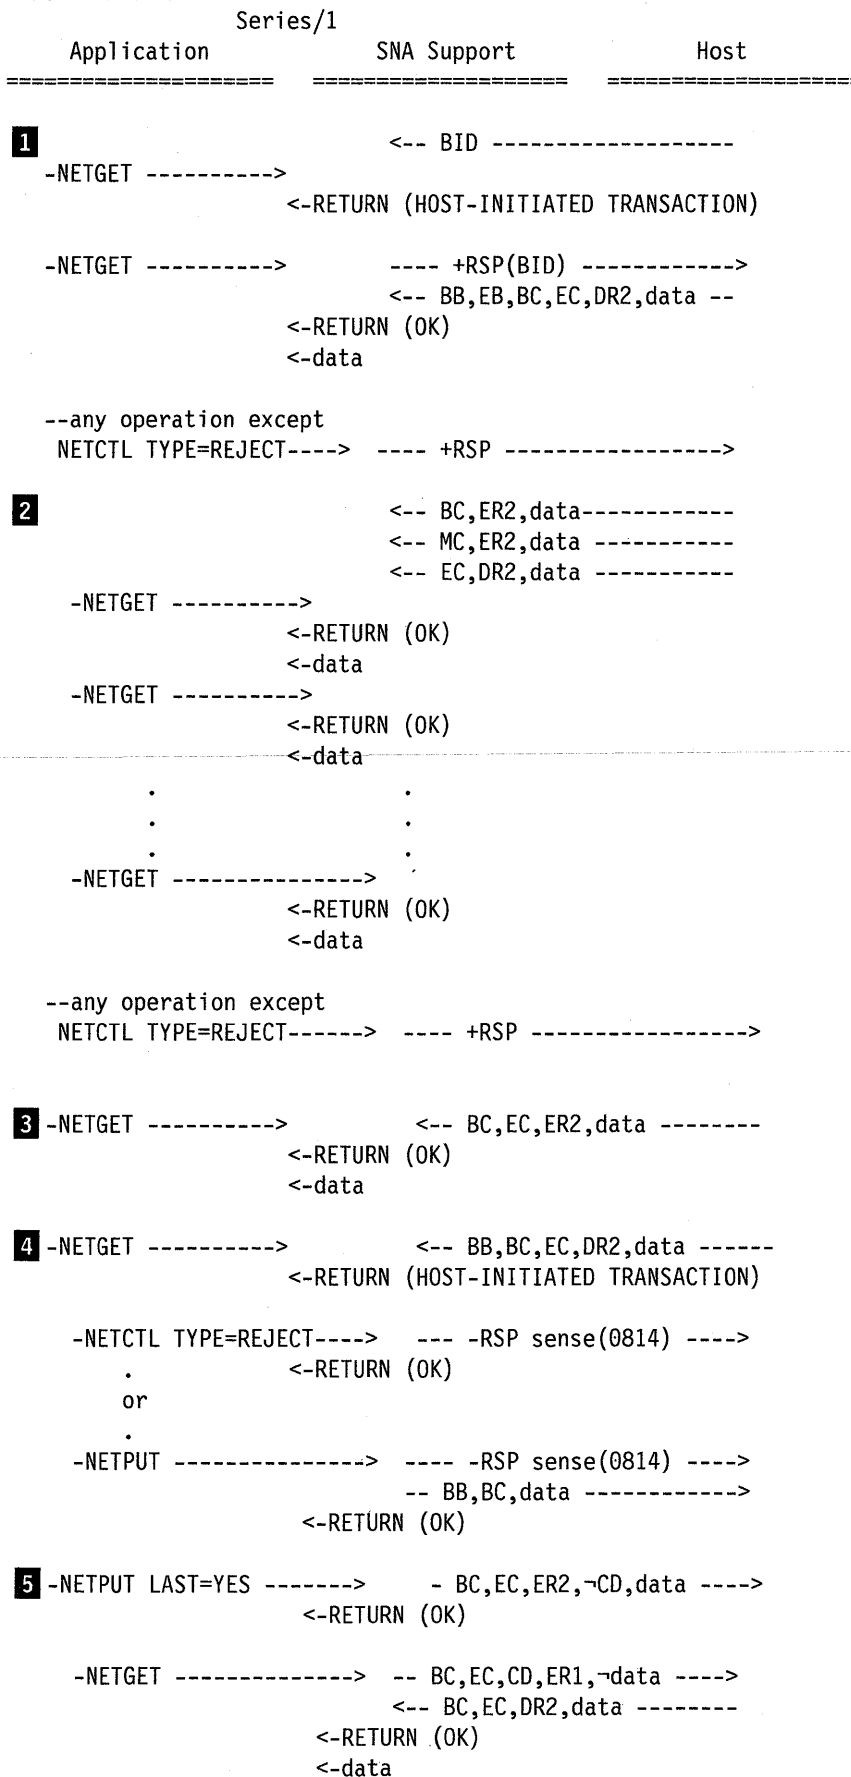 Series/1
Application SNA Support Host
===================== ==================== ===================
1 <-- BID -------------------
-NETGET ---------->
<-RETURN (HOST-INITIATED TRANSACTION)
-NETGET ----------> ---- +RSP(BID) ------------>
<-- BB,EB,BC,EC,DR2,data --
<-RETURN (OK)
<-data
--any operation except
NETCTL TYPE=REJECT----> ---- +RSP ----------------->
2 <-- BC,ER2,data------------
<-- MC,ER2,data -----------
<-- EC,DR2,data -----------
-NETGET ---------->
<-RETURN (OK)
<-data
-NETGET ---------->
<-RETURN (OK)
<-data
. .
. .
. .
-NETGET --------------->
<-RETURN (OK)
<-data
--any operation except
NETCTL TYPE=REJECT------> ---- +RSP ----------------->
3 -NETGET ----------> <-- BC,EC,ER2,data --------
<-RETURN (OK)
<-data
4 -NETGET ----------> <-- BB,BC,EC,DR2,data ------
<-RETURN (HOST-INITIATED TRANSACTION)
-NETCTL TYPE=REJECT----> --- -RSP sense(0814) ---->
. <-RETURN (OK)
or
.
-NETPUT ---------------> ---- -RSP sense(0814) ---->
-- BB,BC,data ------------>
<-RETURN (OK)
5 -NETPUT LAST=YES -------> - BC,EC,ER2,¬CD,data ---->
<-RETURN (OK)
-NETGET ---------------> -- BC,EC,CD,ER1,¬data ---->
<-- BC,EC,DR2,data --------
<-RETURN (OK)
<-data